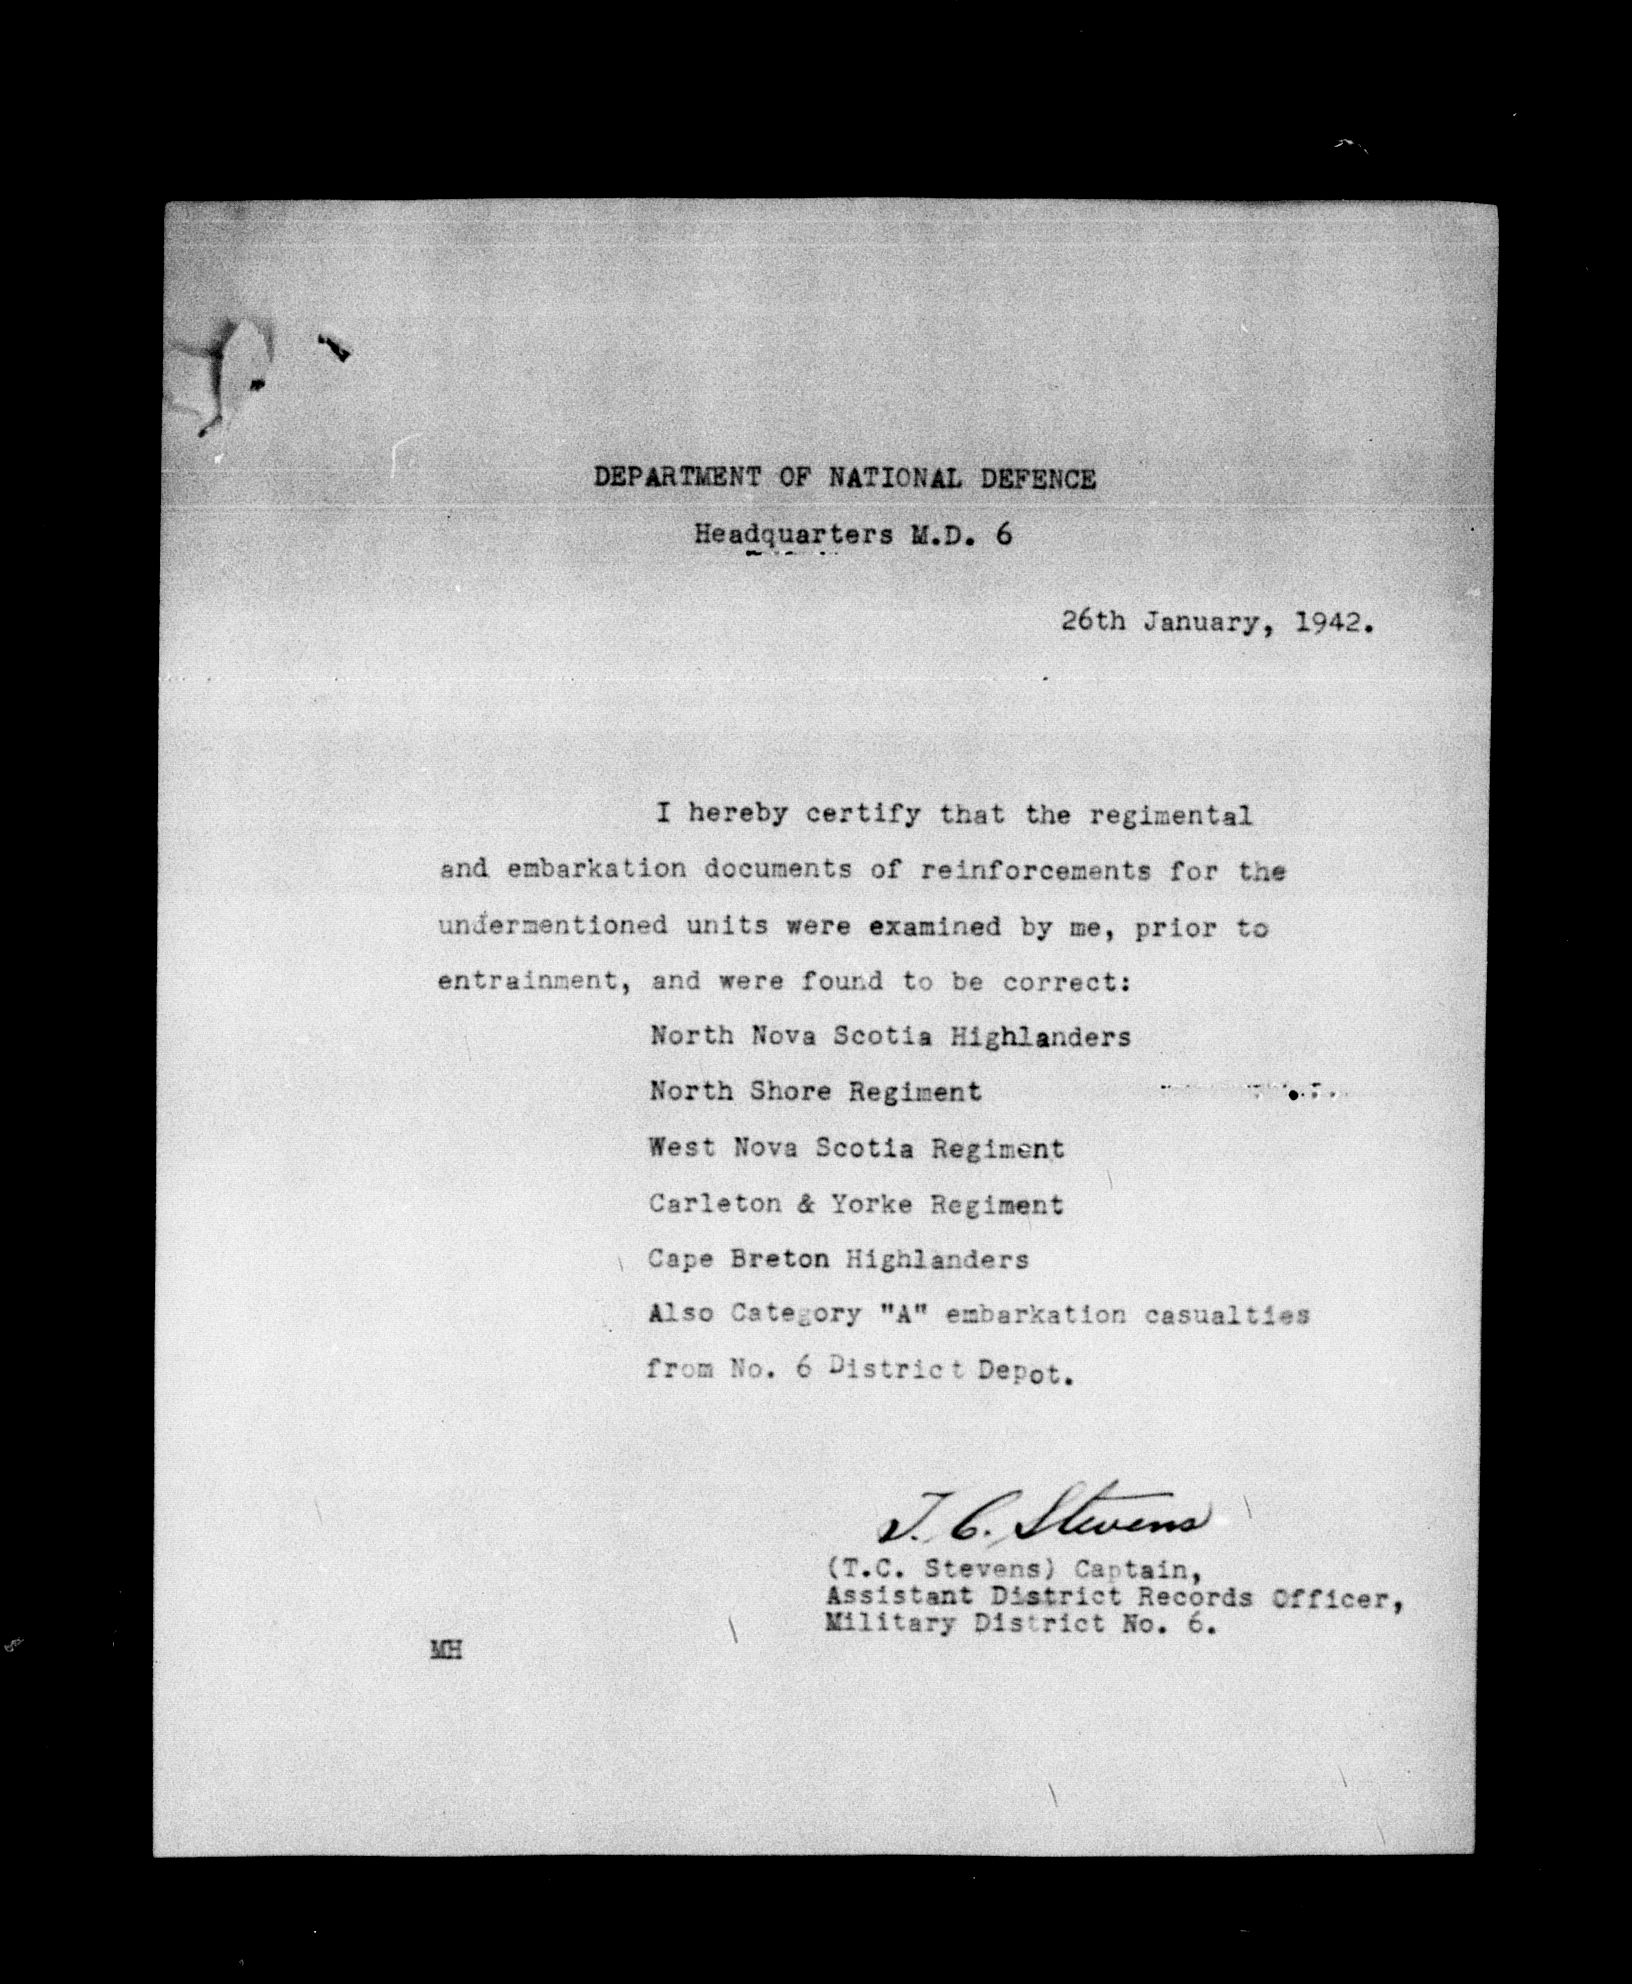 DEPARTMENT OF NATIONAL DEFENCE
Headquarters M.D. 6
26th January, 1942.
I hereby certify that the regimental
and embarkation documents of reinforcements for the
undermentioned units were examined by me, prior to
entrainment, and were found to be correct:
North Nova Scotia Highlanders
North Shore Regiment
West Nova Scotia Regiment
Carleton & Yorke Regiment
Cape Breton Highlanders
Also Category "A" embarkation casualties
from No. 6 District Depot.
T. C. Stevens
(T.C. Stevens) Captain,
Assistant District Records Officer,
Military District No. 6.
MH